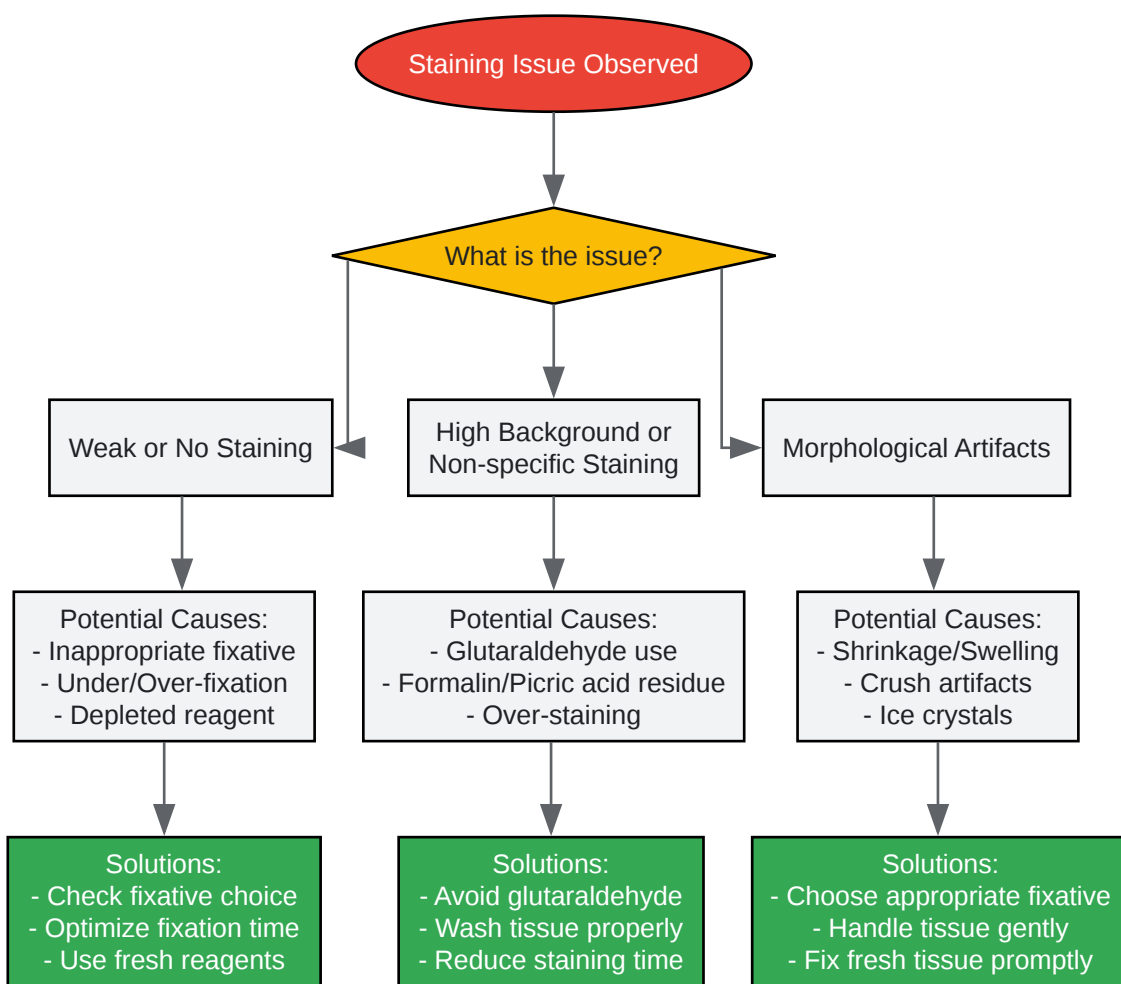 Staining Issue Observed
What is the issue?
Weak or No Staining
High Background or
Non-specific Staining
Morphological Artifacts
Potential Causes:
- Inappropriate fixative
- Under/Over-fixation
- Depleted reagent
Potential Causes:
- Glutaraldehyde use
- Formalin/Picric acid residue
- Over-staining
Potential Causes:
- Shrinkage/Swelling
- Crush artifacts
- Ice crystals
Solutions:
- Check fixative choice
- Optimize fixation time
- Use fresh reagents
Solutions:
- Avoid glutaraldehyde
- Wash tissue properly
- Reduce staining time
Solutions:
- Choose appropriate fixative
- Handle tissue gently
- Fix fresh tissue promptly